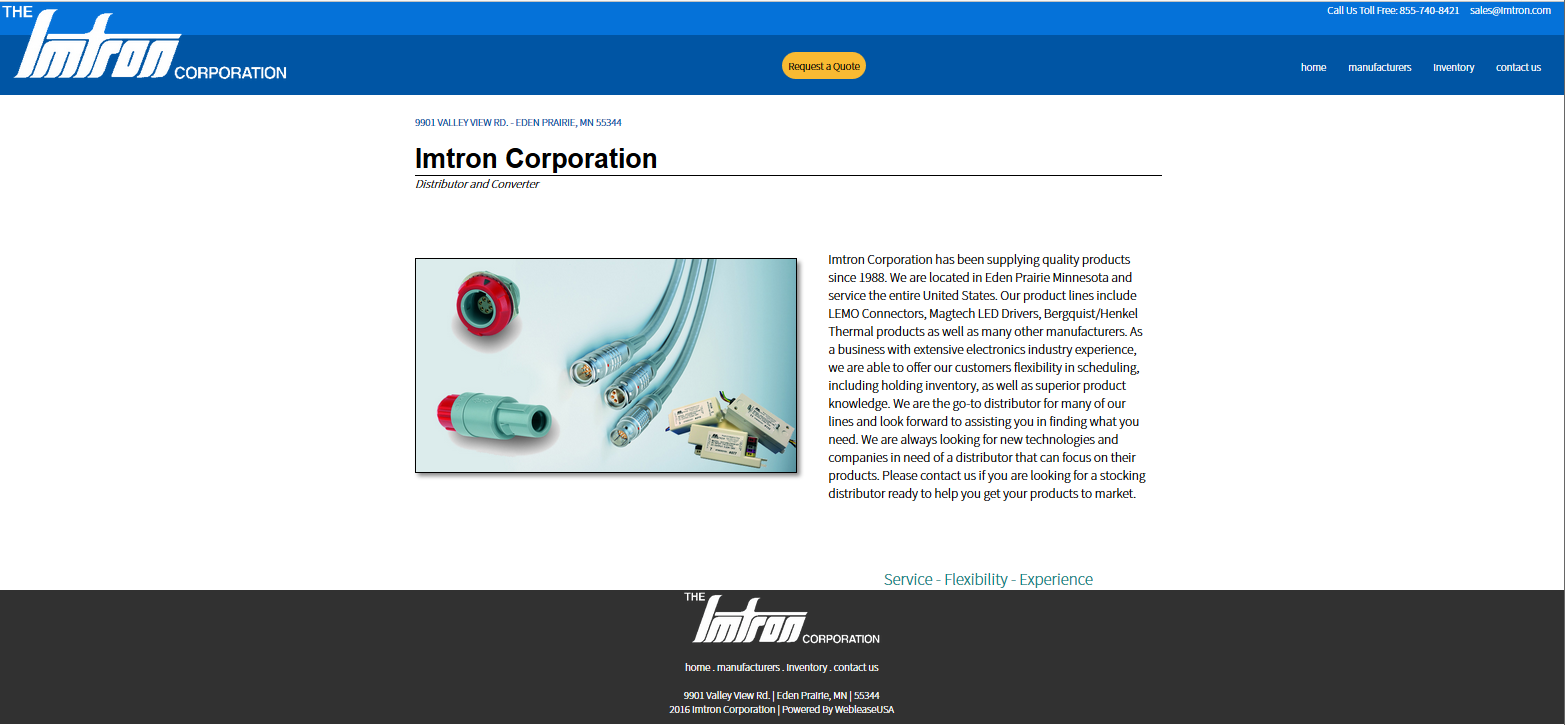 THE
Imtron
CORPORATION
Call Us Toll Free: 855-740-8421 sales@imtron.com
Request a Quote
home manufacturers inventory contact us
9901 VALLEY VIEW RD. - EDEN PRAIRIE, MN 55344
Imtron Corporation
Distributor and Converter
Imtron Corporation has been supplying quality products
since 1988. We are located in Eden Prairie Minnesota and
service the entire United States. Our product lines include
LEMO Connectors, Magtech LED Drivers, Bergquist/Henkel
Thermal products as well as many other manufacturers. As
a business with extensive electronics industry experience,
we are able to offer our customers flexibility in scheduling,
including holding inventory, as well as superior product
knowledge. We are the go-to distributor for many of our
lines and look forward to assisting you in finding what you
need. We are always looking for new technologies and
companies in need of a distributor that can focus on their
products. Please contact us if you are looking for a stocking
distributor ready to help you get your products to market.
Service - Flexibility - Experience
THE
Imtron
CORPORATION
home . manufacturers . inventory . contact us
9901 Valley View Rd. | Eden Prairie, MN | 55344
2016 Imtron Corporation | Powered By WebleaseUSA